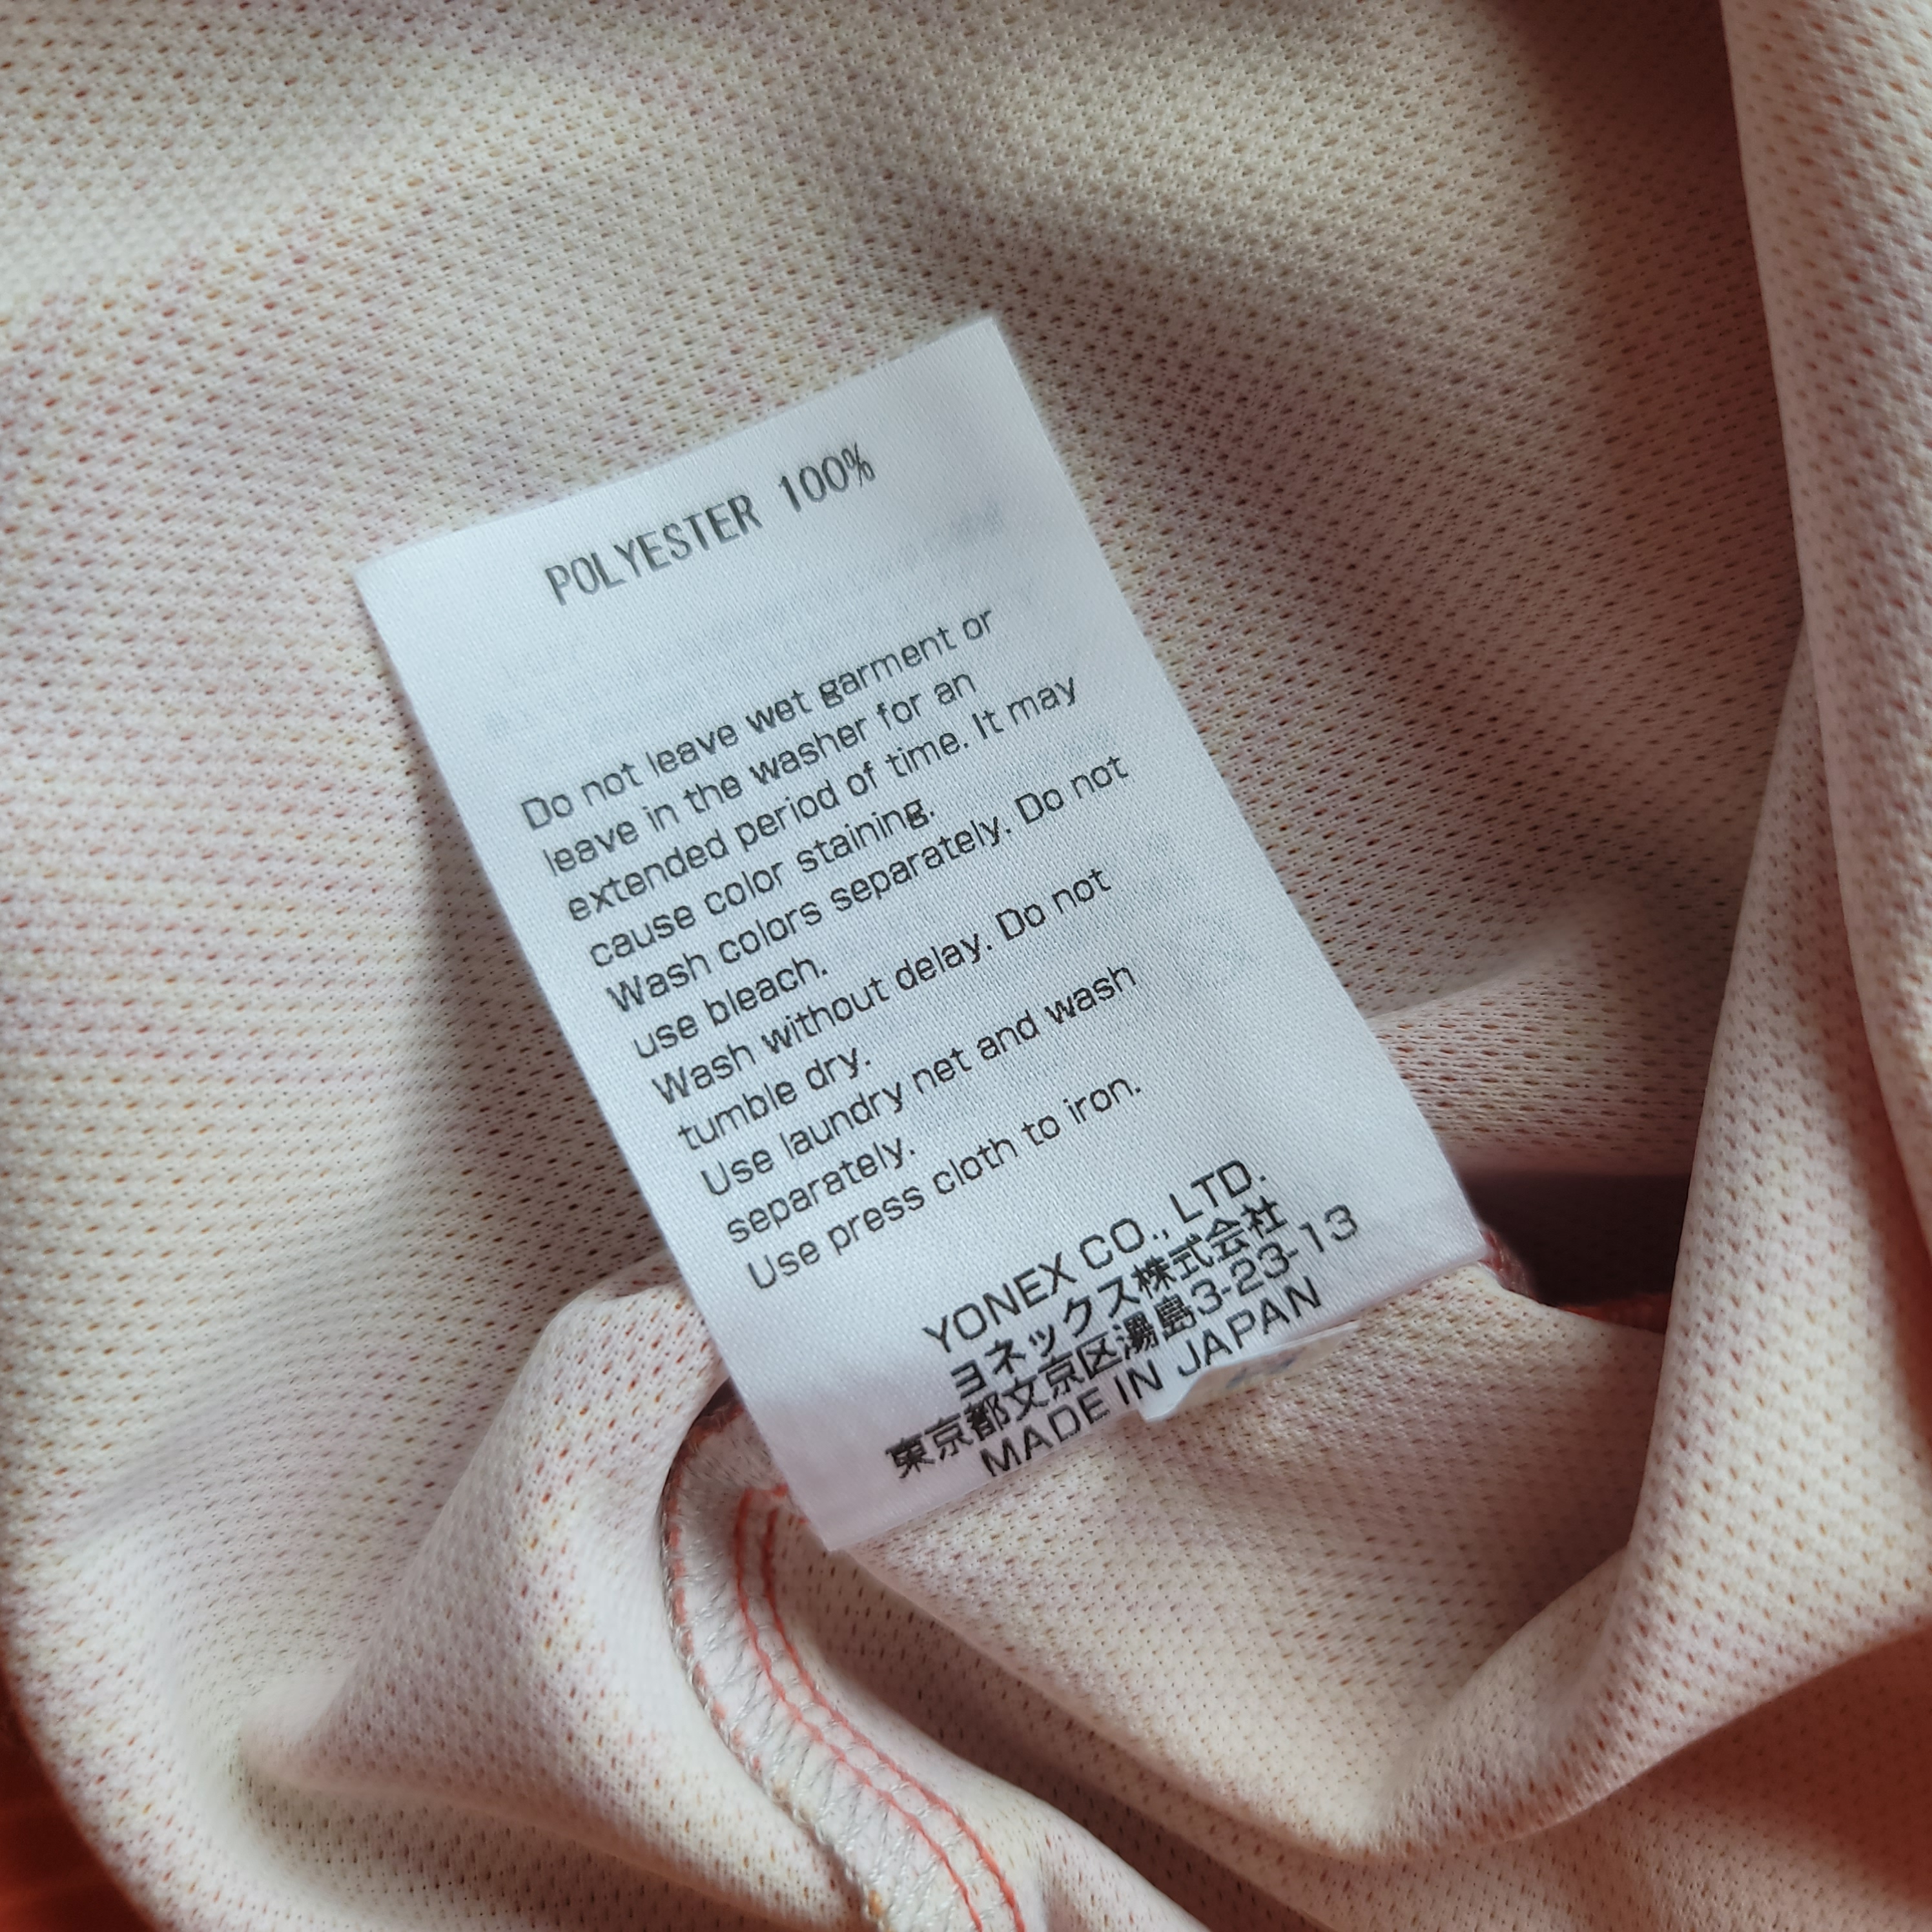 POLYESTER 100%
Do not leave wet garment or
leave in the washer for an
extended period of time. It may
cause color staining.
Wash colors separately. Do not
use bleach.
Wash without delay. Do not
tumble dry.
Use laundry net and wash
separately.
Use press cloth to iron.
YONEX CO., LTD.
ヨネックス株式会社
東京都文京区湯島3-23-13
MADE IN JAPAN